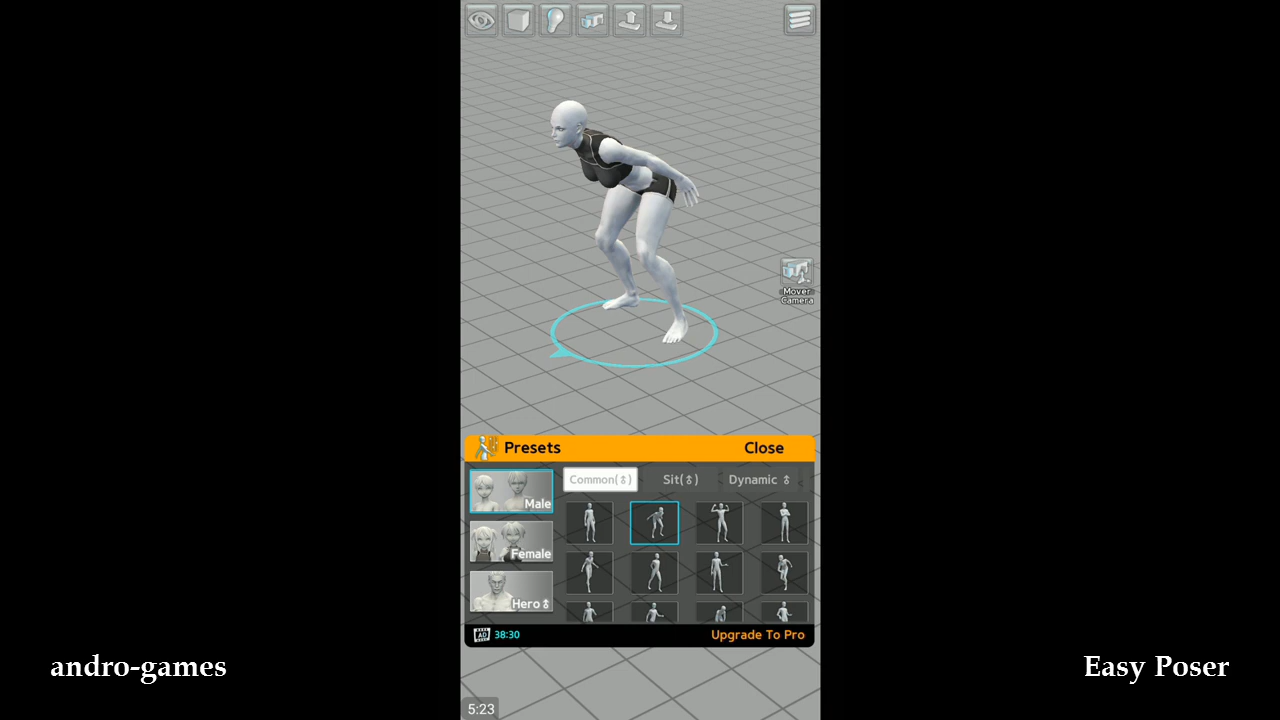 Mover
Camera
Presets
Close
Common(⇧)
Sit(⇧)
Dynamic ⇧
Male
Female
Hero⇧
AD
38:30
Upgrade To Pro
andro-games
Easy Poser
5:23